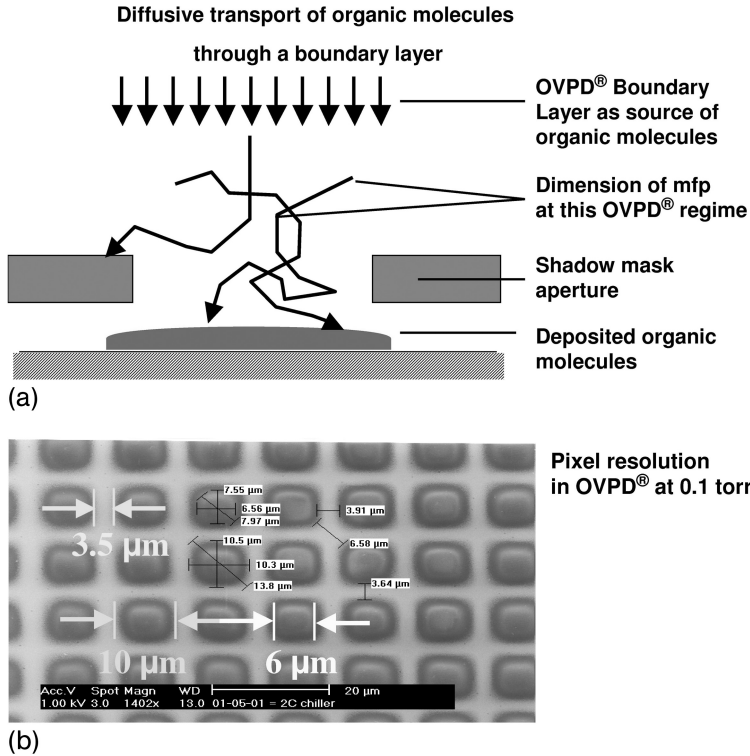 Diffusive transport of organic molecules
through a boundary layer
OVPD® Boundary
Layer as source of
organic molecules
Dimension of mfp
at this OVPD® regime
Shadow mask
aperture
Deposited organic
molecules
(a)
Pixel resolution
in OVPD® at 0.1 torr
7.55 µm
6.56 µm
7.97 µm
3.91 µm
3.5 µm
6.58 µm
10.5 µm
10.3 µm
13.8 µm
3.64 µm
10 µm
6 µm
Acc.V Spot Magn WD 20 µm
1.00 kV 3.0 1402x 13.0 01-05-01 = 2C chiller
(b)